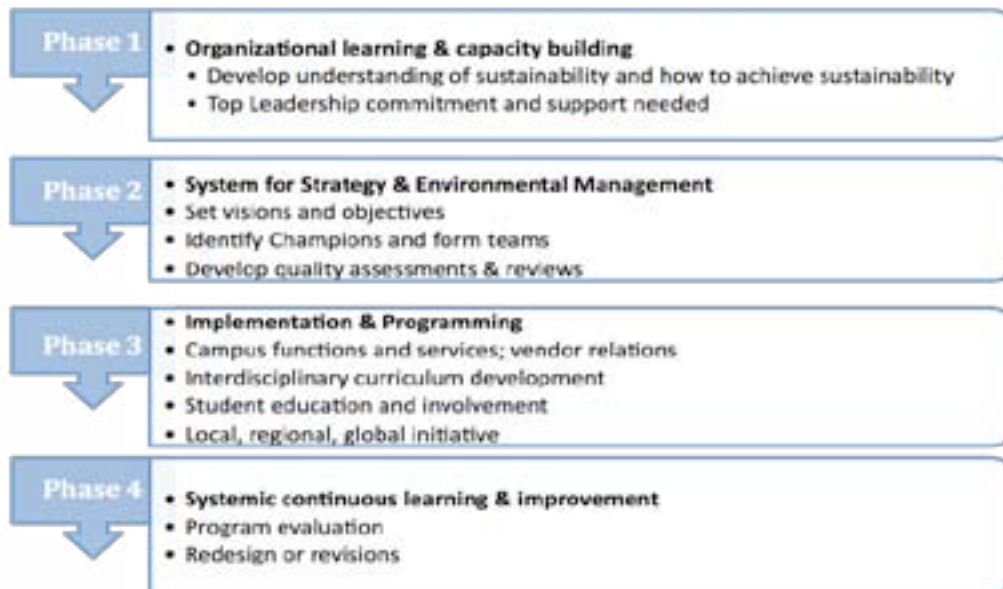 Phase 1
• Organizational learning & capacity building
• Develop understanding of sustainability and how to achieve sustainability
• Top Leadership commitment and support needed
Phase 2
• System for Strategy & Environmental Management
• Set visions and objectives
• Identify Champions and form teams
• Develop quality assessments & reviews
Phase 3
• Implementation & Programming
• Campus functions and services; vendor relations
• Interdisciplinary curriculum development
• Student education and involvement
• Local, regional, global initiative
Phase 4
• Systemic continuous learning & improvement
• Program evaluation
• Redesign or revisions